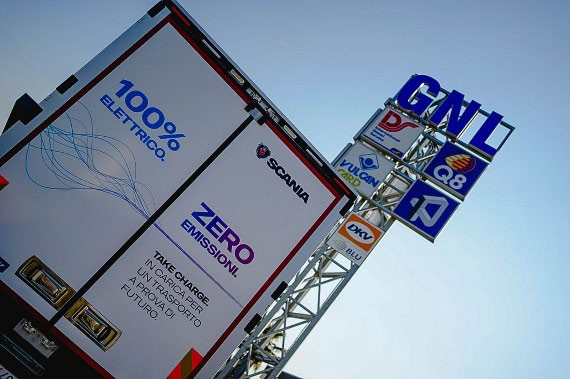 100%
ELETTRICO.
SCANIA
ZERO
EMISSIONI.
TAKE CHARGE.
IN CARICA PER
UN TRASPORTO
A PROVA DI
FUTURO.
GNL
VULCAN
CARD
Q8
DKV
BLU